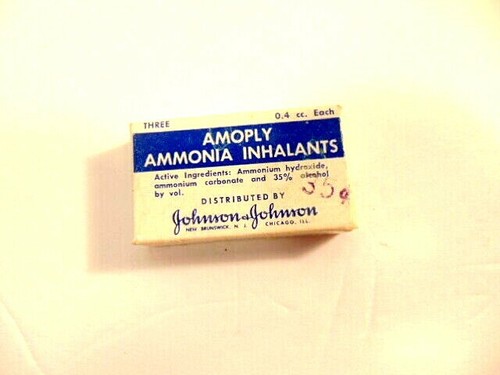 THREE 0.4 cc. Each
AMOPLY
AMMONIA INHALANTS
Active Ingredients: Ammonium hydroxide,
ammonium carbonate and 35% alcohol
by vol.
DISTRIBUTED BY
Johnson & Johnson
NEW BRUNSWICK, N. J. CHICAGO, ILL.